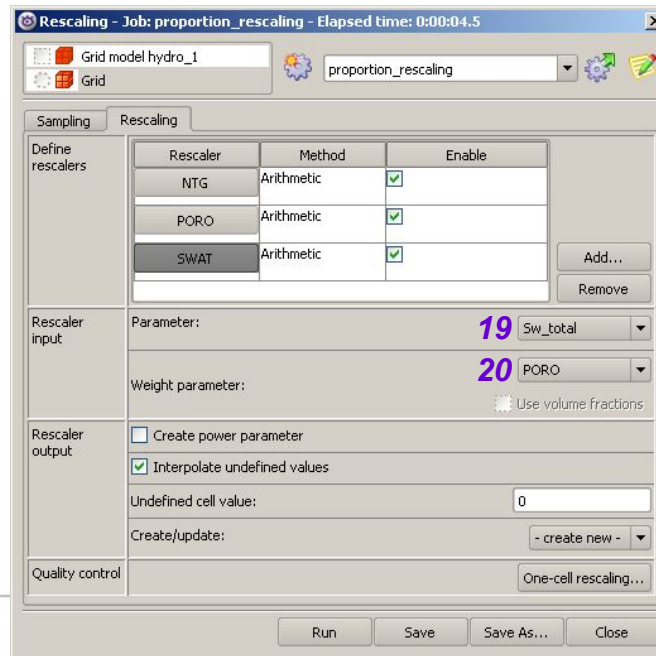 Rescaling - Job: proportion_rescaling - Elapsed time: 0:00:04.5
Grid model hydro_1
Grid
proportion_rescaling
Sampling Rescaling
Define rescalers
Rescaler Method Enable
NTG Arithmetic
PORO Arithmetic
SWAT Arithmetic
Add...
Remove
Rescaler input
Parameter: 19 Sw_total
20 PORO
Weight parameter:
Use volume fractions
Rescaler output
Create power parameter
Interpolate undefined values
Undefined cell value: 0
Create/update: - create new -
Quality control One-cell rescaling...
Run Save Save As... Close